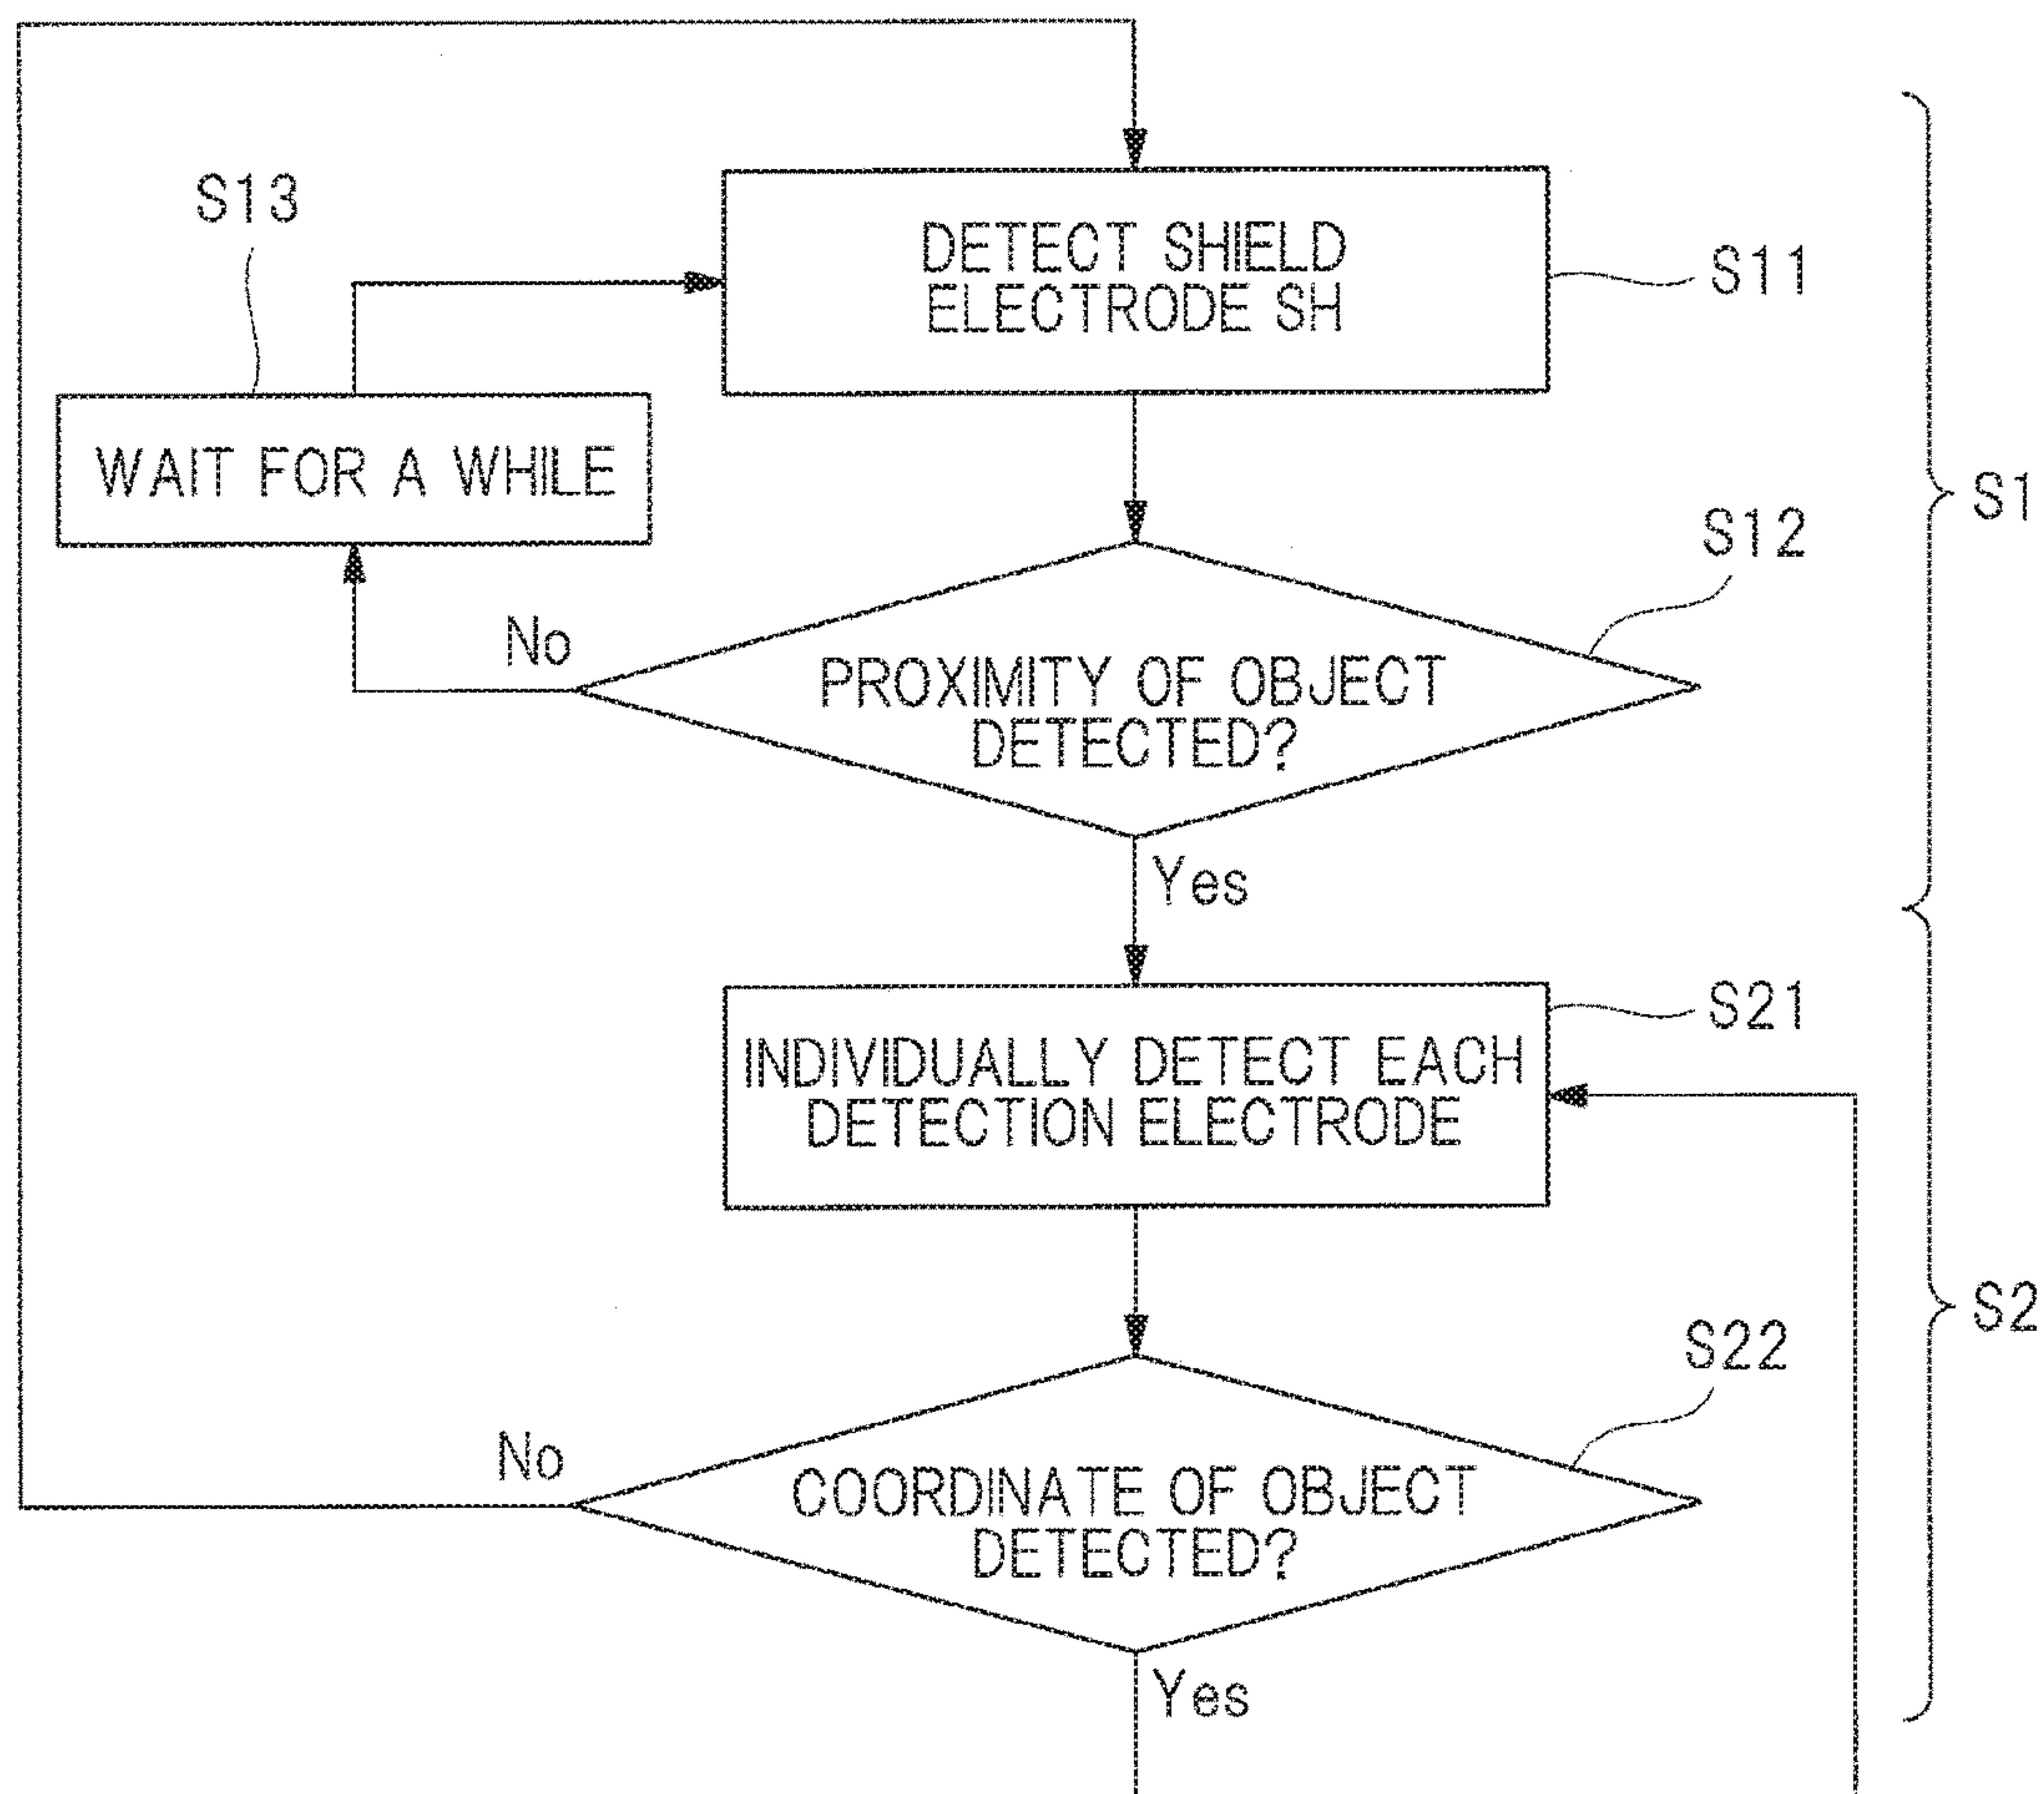 S13
DETECT SHIELD
ELECTRODE SH
S11
WAIT FOR A WHILE
S1
S12
No
PROXIMITY OF OBJECT
DETECTED?
Yes
S21
INDIVIDUALLY DETECT EACH
DETECTION ELECTRODE
S2
S22
No
COORDINATE OF OBJECT
DETECTED?
Yes